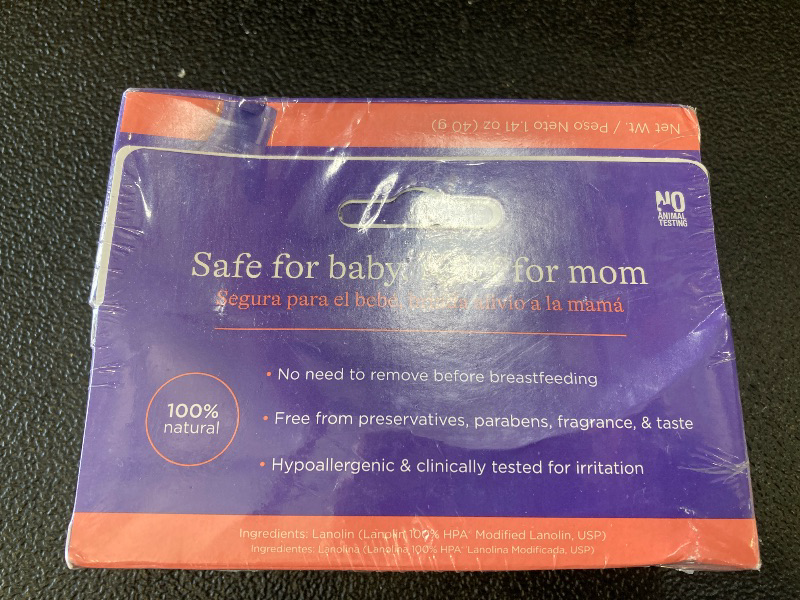 Net Wt. / Peso Neto 1.41 oz (40 g)
NO
ANIMAL
TESTING
Safe for baby, for mom
Segura para el bebé, alivio a la mamá
100%
natural
• No need to remove before breastfeeding
• Free from preservatives, parabens, fragrance, & taste
• Hypoallergenic & clinically tested for irritation
Ingredients: Lanolin (Lanolin 100% HPA® Modified Lanolin, USP)
Ingredientes: Lanolina (Lanolina 100% HPA® Lanolina Modificada, USP)